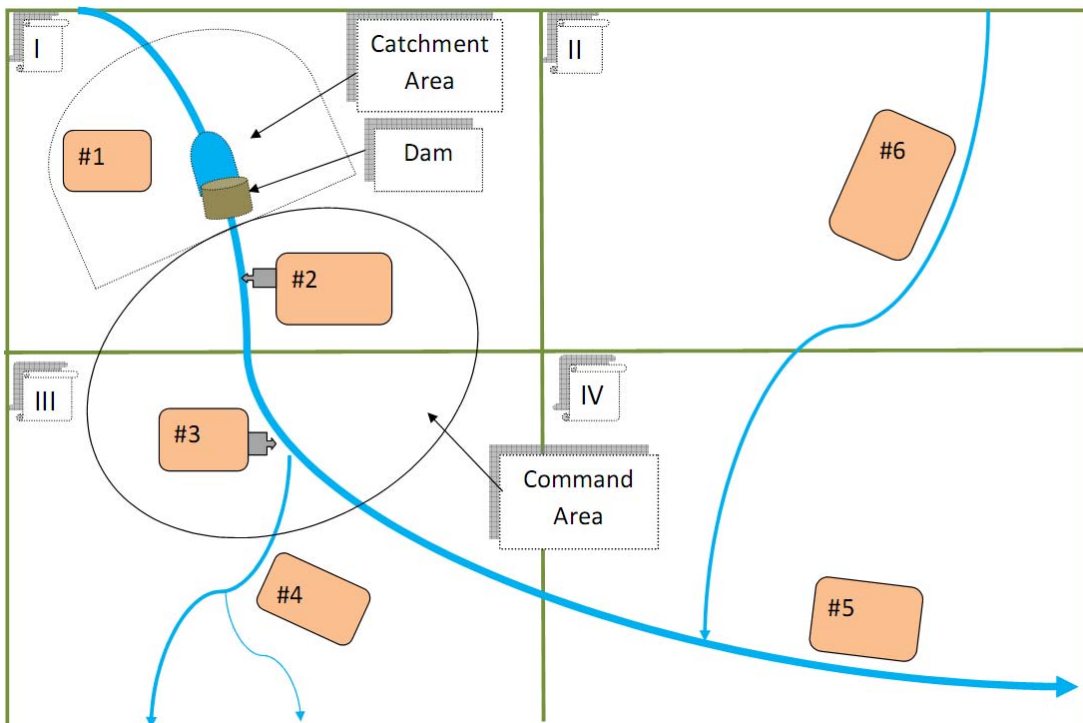 I
Catchment
Area
II
Dam
#1
#6
#2
III
IV
#3
Command
Area
#4
#5